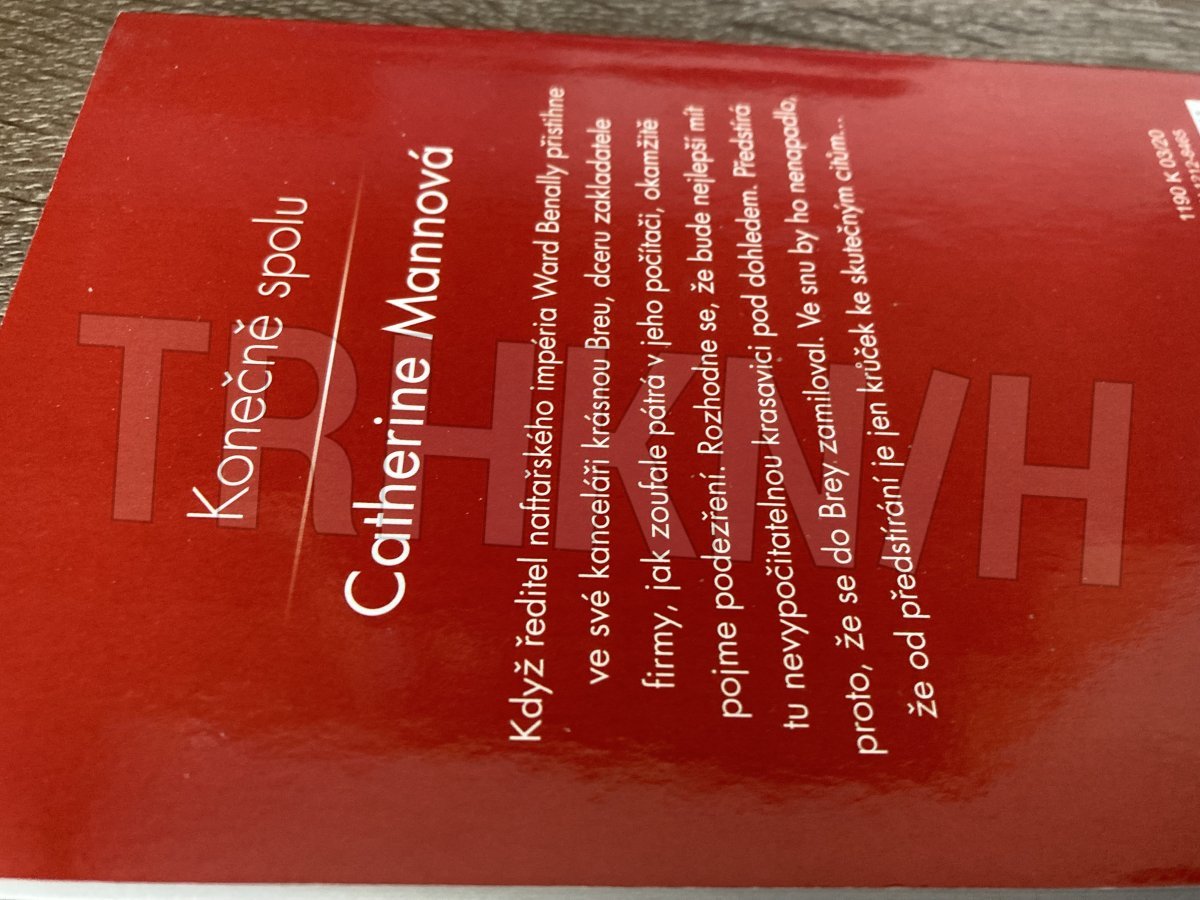 Konečně spolu
Catherine Mannová
Když ředitel naftařského impéria Ward Benally přistihne
ve své kanceláři krásnou Breu, dceru zakladatele
firmy, jak zoufale pátrá v jeho počítači, okamžitě
pojme podezření. Rozhodne se, že bude nejlepší mít
tu nevypočitatelnou krasavici pod dohledem. Předstírá
proto, že se do Brey zamiloval. Ve snu by ho nenapadlo,
že od předstírání je jen krůček ke skutečným citům...
1190 K 03/20
TRHKNIH